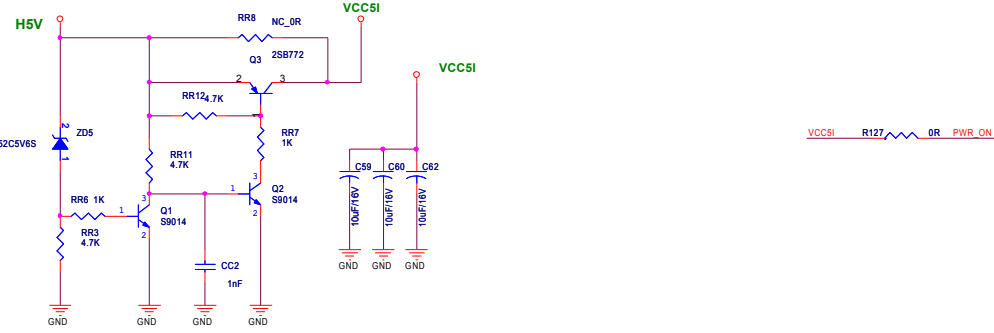 H5V
RR8
NC_0R
VCC5I
Q3
2SB772
2
3
1
RR12
4.7K
RR7
1K
2
1
ZD5
52C5V6S
RR11
4.7K
RR6 1K
1
3
2
Q1
S9014
1
3
2
Q2
S9014
RR3
4.7K
CC2
1nF
GND
GND
GND
GND
VCC5I
C59
C60
C62
10uF/16V
10uF/16V
10uF/16V
GND
GND
GND
VCC5I
R127
0R
PWR_ON